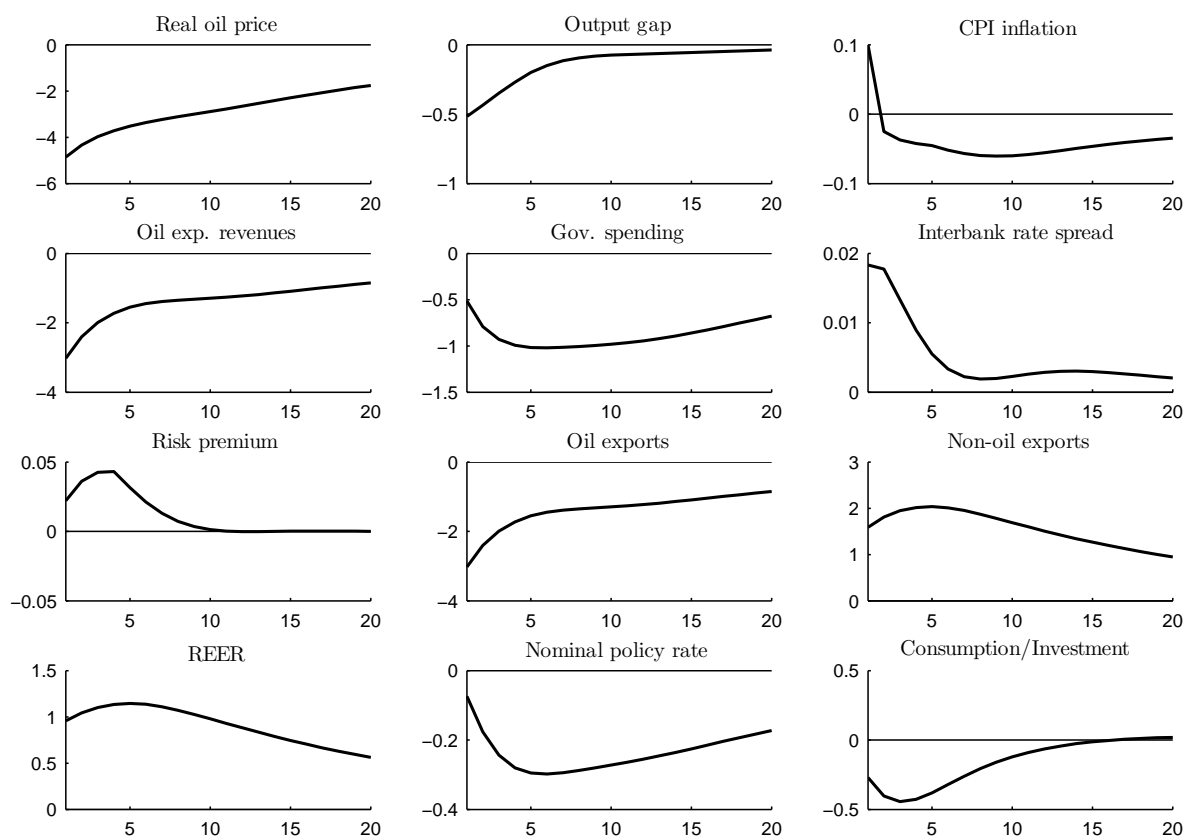 Real oil price
0
−2
−4
−6
5 10 15 20
Output gap
0
−0.5
−1
5 10 15 20
CPI inflation
0.1
0
−0.1
5 10 15 20
Oil exp. revenues
0
−2
−4
5 10 15 20
Gov. spending
0
−0.5
−1
−1.5
5 10 15 20
Interbank rate spread
0.02
0.01
0
5 10 15 20
Risk premium
0.05
0
−0.05
5 10 15 20
Oil exports
0
−2
−4
5 10 15 20
Non-oil exports
3
2
1
0
5 10 15 20
REER
1.5
1
0.5
0
5 10 15 20
Nominal policy rate
0
−0.2
−0.4
5 10 15 20
Consumption/Investment
0.5
0
−0.5
5 10 15 20